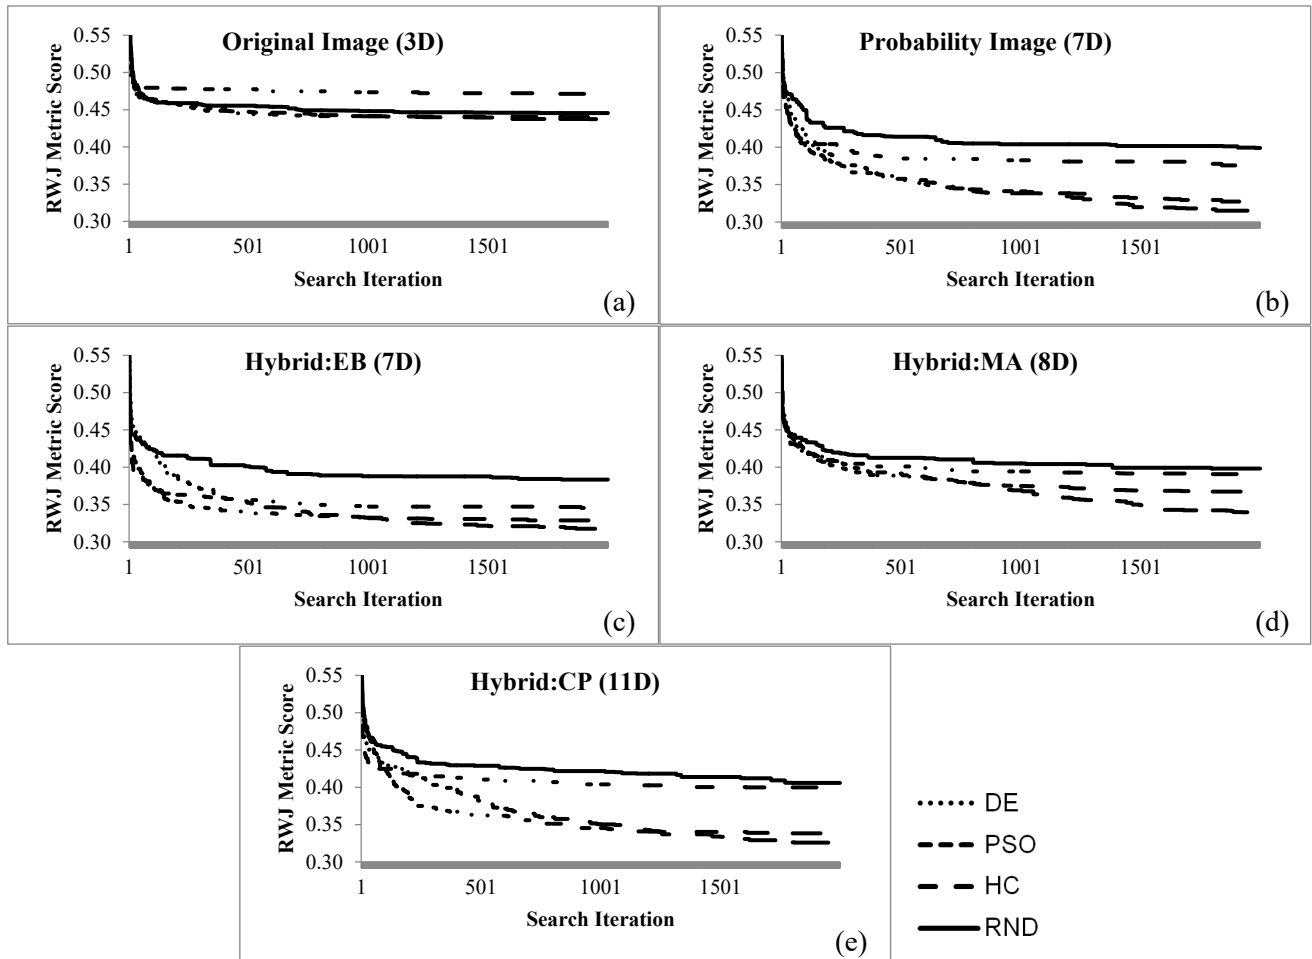 Original Image (3D)
RWJ Metric Score
0.55
0.50
0.45
0.40
0.35
0.30
1 501 1001 1501
Search Iteration
(a)
Probability Image (7D)
RWJ Metric Score
0.55
0.50
0.45
0.40
0.35
0.30
1 501 1001 1501
Search Iteration
(b)
Hybrid:EB (7D)
RWJ Metric Score
0.55
0.50
0.45
0.40
0.35
0.30
1 501 1001 1501
Search Iteration
(c)
Hybrid:MA (8D)
RWJ Metric Score
0.55
0.50
0.45
0.40
0.35
0.30
1 501 1001 1501
Search Iteration
(d)
Hybrid:CP (11D)
RWJ Metric Score
0.55
0.50
0.45
0.40
0.35
0.30
1 501 1001 1501
Search Iteration
(e)
DE
PSO
HC
RND